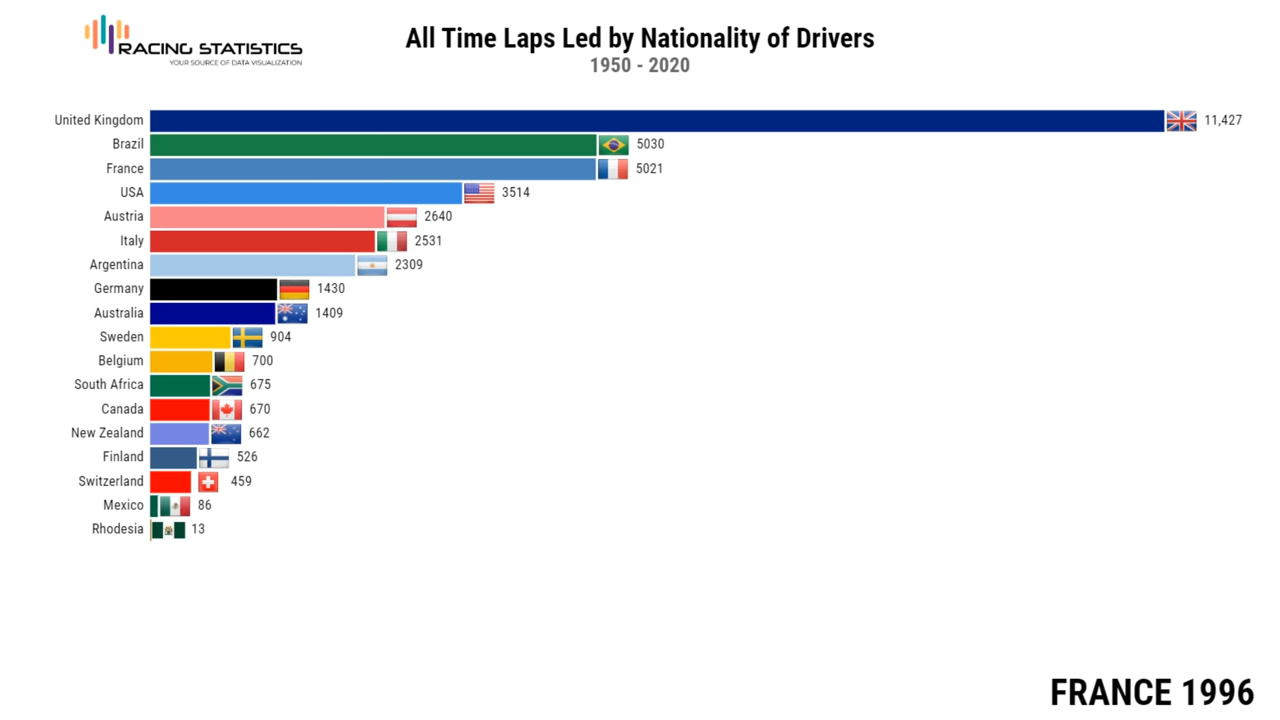 RACING STATISTICS
YOUR SOURCE OF DATA VISUALIZATION
All Time Laps Led by Nationality of Drivers
1950 - 2020
United Kingdom 11,427
Brazil 5030
France 5021
USA 3514
Austria 2640
Italy 2531
Argentina 2309
Germany 1430
Australia 1409
Sweden 904
Belgium 700
South Africa 675
Canada 670
New Zealand 662
Finland 526
Switzerland 459
Mexico 86
Rhodesia 13
FRANCE 1996